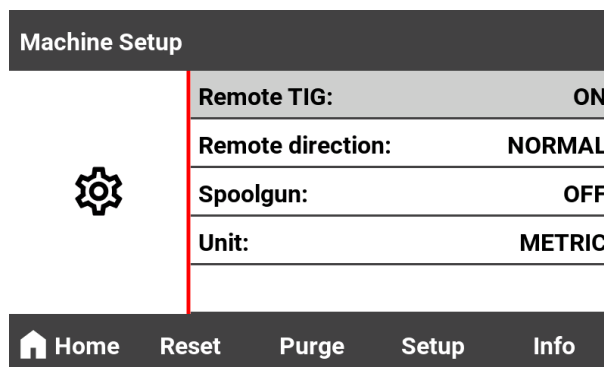 Machine Setup
Remote TIG: ON
Remote direction: NORMAL
Spoolgun: OFF
Unit: METRIC
Home Reset Purge Setup Info